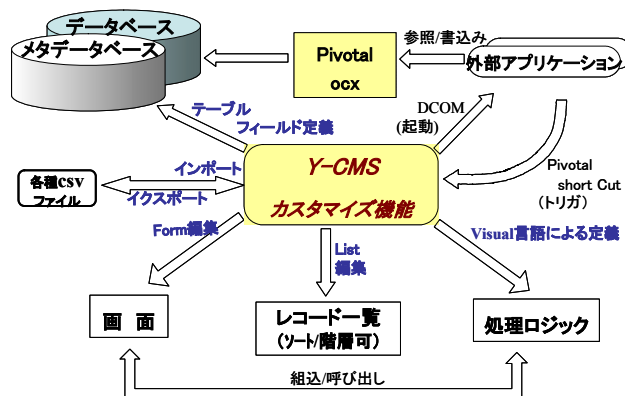 データベース
メタデータベース
Pivotal
ocx
参照/書込み
外部アプリケーション
テーブル
フィールド定義
DCOM
(起動)
インポート
イクスポート
各種CSV
ファイル
Y-CMS
カスタマイズ機能
Pivotal
short Cut
(トリガ)
Form編集
List
編集
Visual言語による定義
画 面
レコード一覧
(ソート/階層可)
処理ロジック
組込/呼び出し